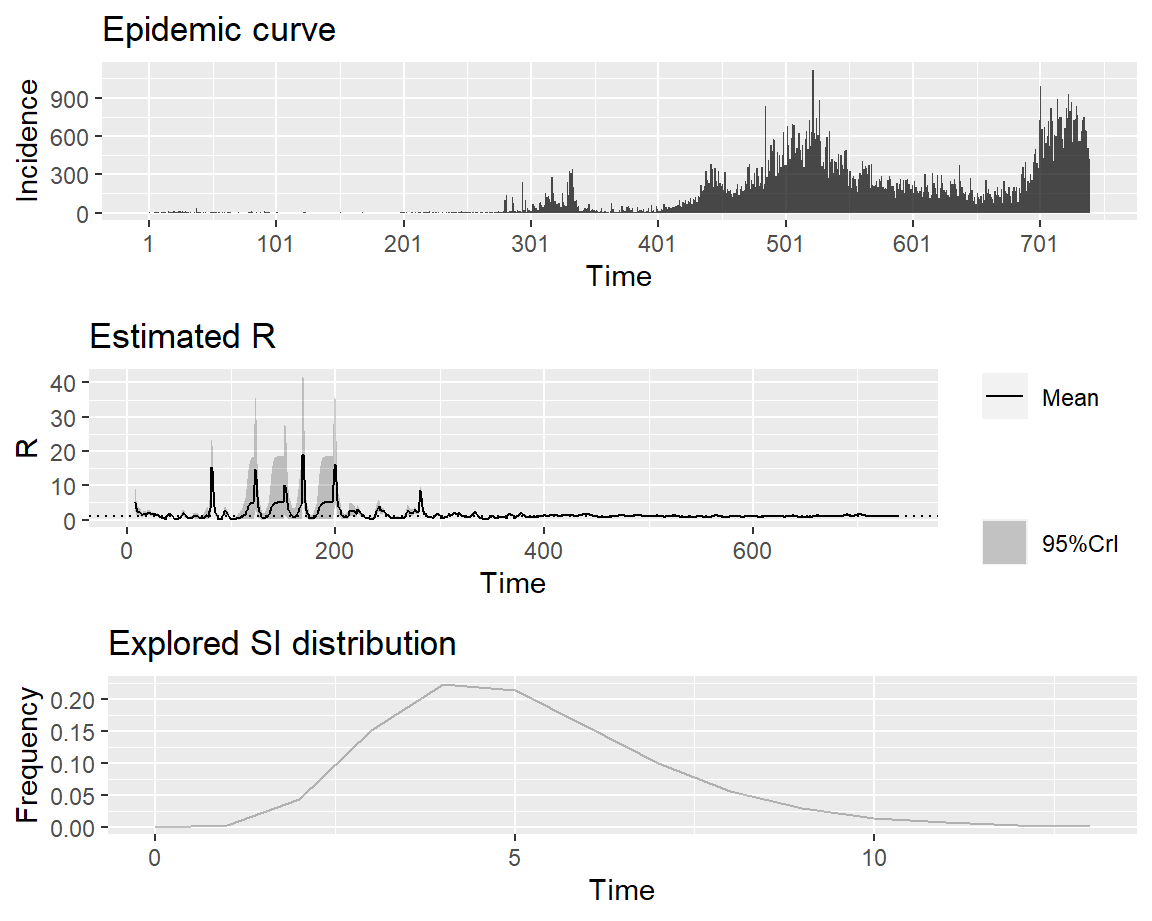 Epidemic curve
Incidence
900
600
300
0
1 101 201 301 401 501 601 701
Time
Estimated R
R
40
30
20
10
0
0 200 400 600
Time
Mean
95%CrI
Explored SI distribution
Frequency
0.20
0.15
0.10
0.05
0.00
0 5 10
Time